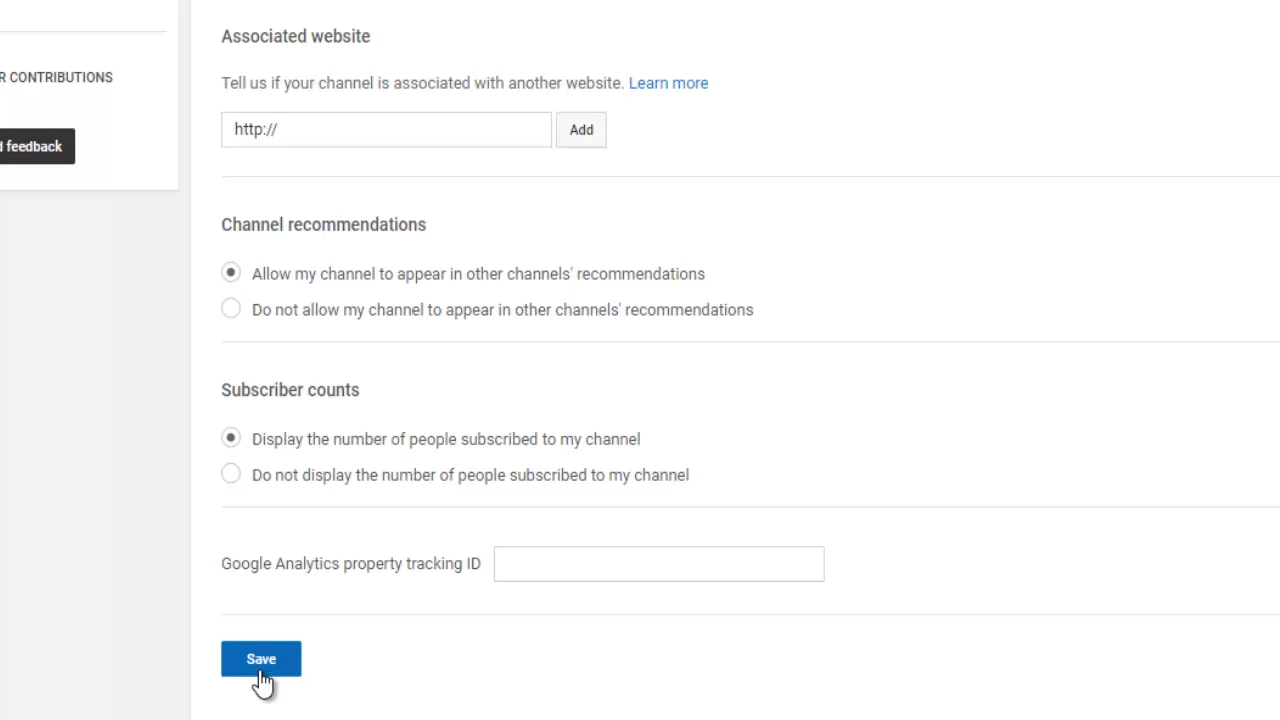 Associated website
R CONTRIBUTIONS
Tell us if your channel is associated with another website. Learn more
http://
Add
d feedback
Channel recommendations
Allow my channel to appear in other channels' recommendations
Do not allow my channel to appear in other channels' recommendations
Subscriber counts
Display the number of people subscribed to my channel
Do not display the number of people subscribed to my channel
Google Analytics property tracking ID
Save